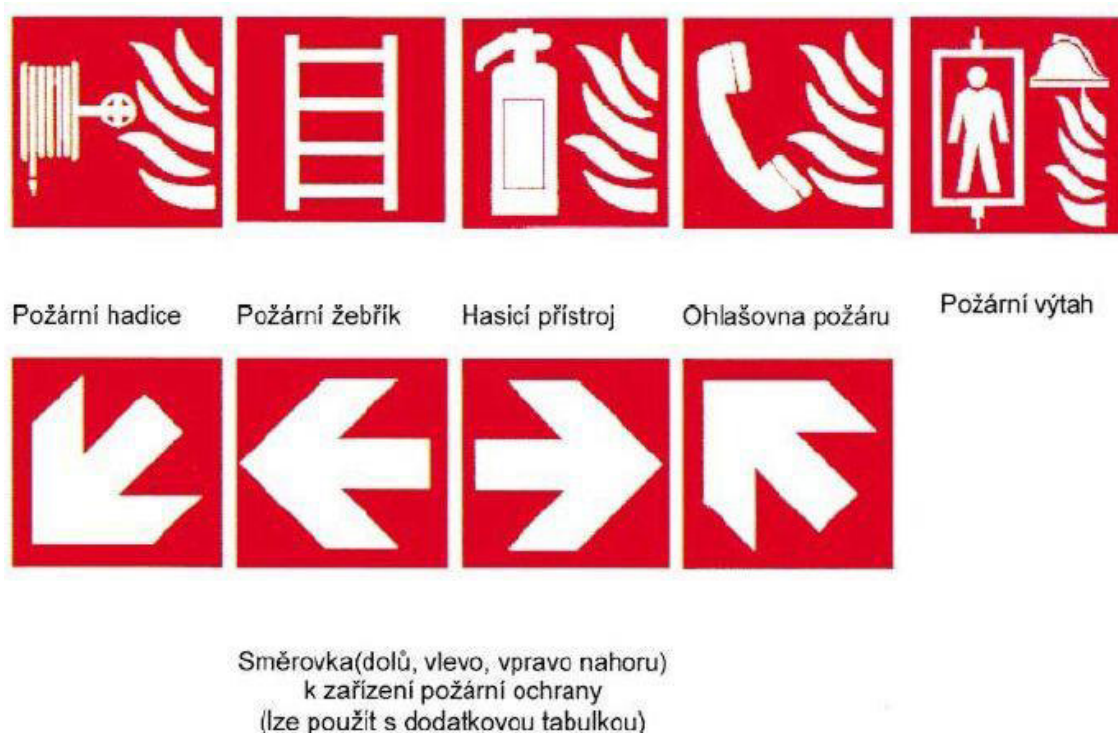 Požární hadice
Požární žebřík
Hasicí přístroj
Ohlašovna požáru
Požární výtah
Směrovka(dolů, vlevo, vpravo nahoru)
k zařízení požární ochrany
(lze použít s dodatkovou tabulkou)